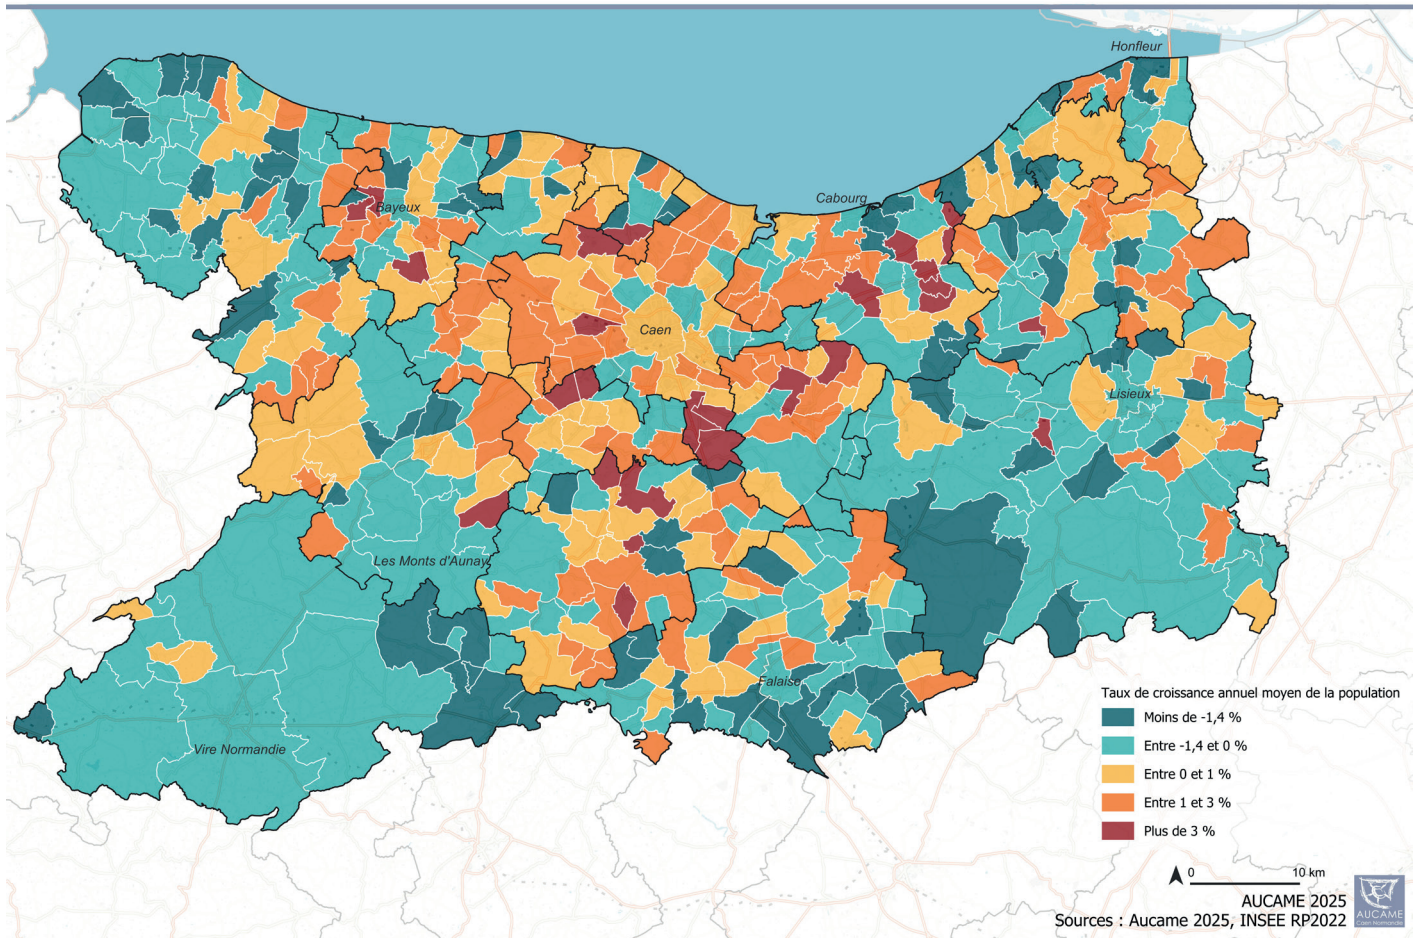 Honfleur
Cabourg
Bayeux
Caen
Lisieux
Les Monts d'Aunay
Falaise
Vire Normandie
Taux de croissance annuel moyen de la population
Moins de -1,4 %
Entre -1,4 et 0 %
Entre 0 et 1 %
Entre 1 et 3 %
Plus de 3 %
0 10 km
AUCAME 2025
Sources : Aucame 2025, INSEE RP2022
AUCAME
Caen Normandie